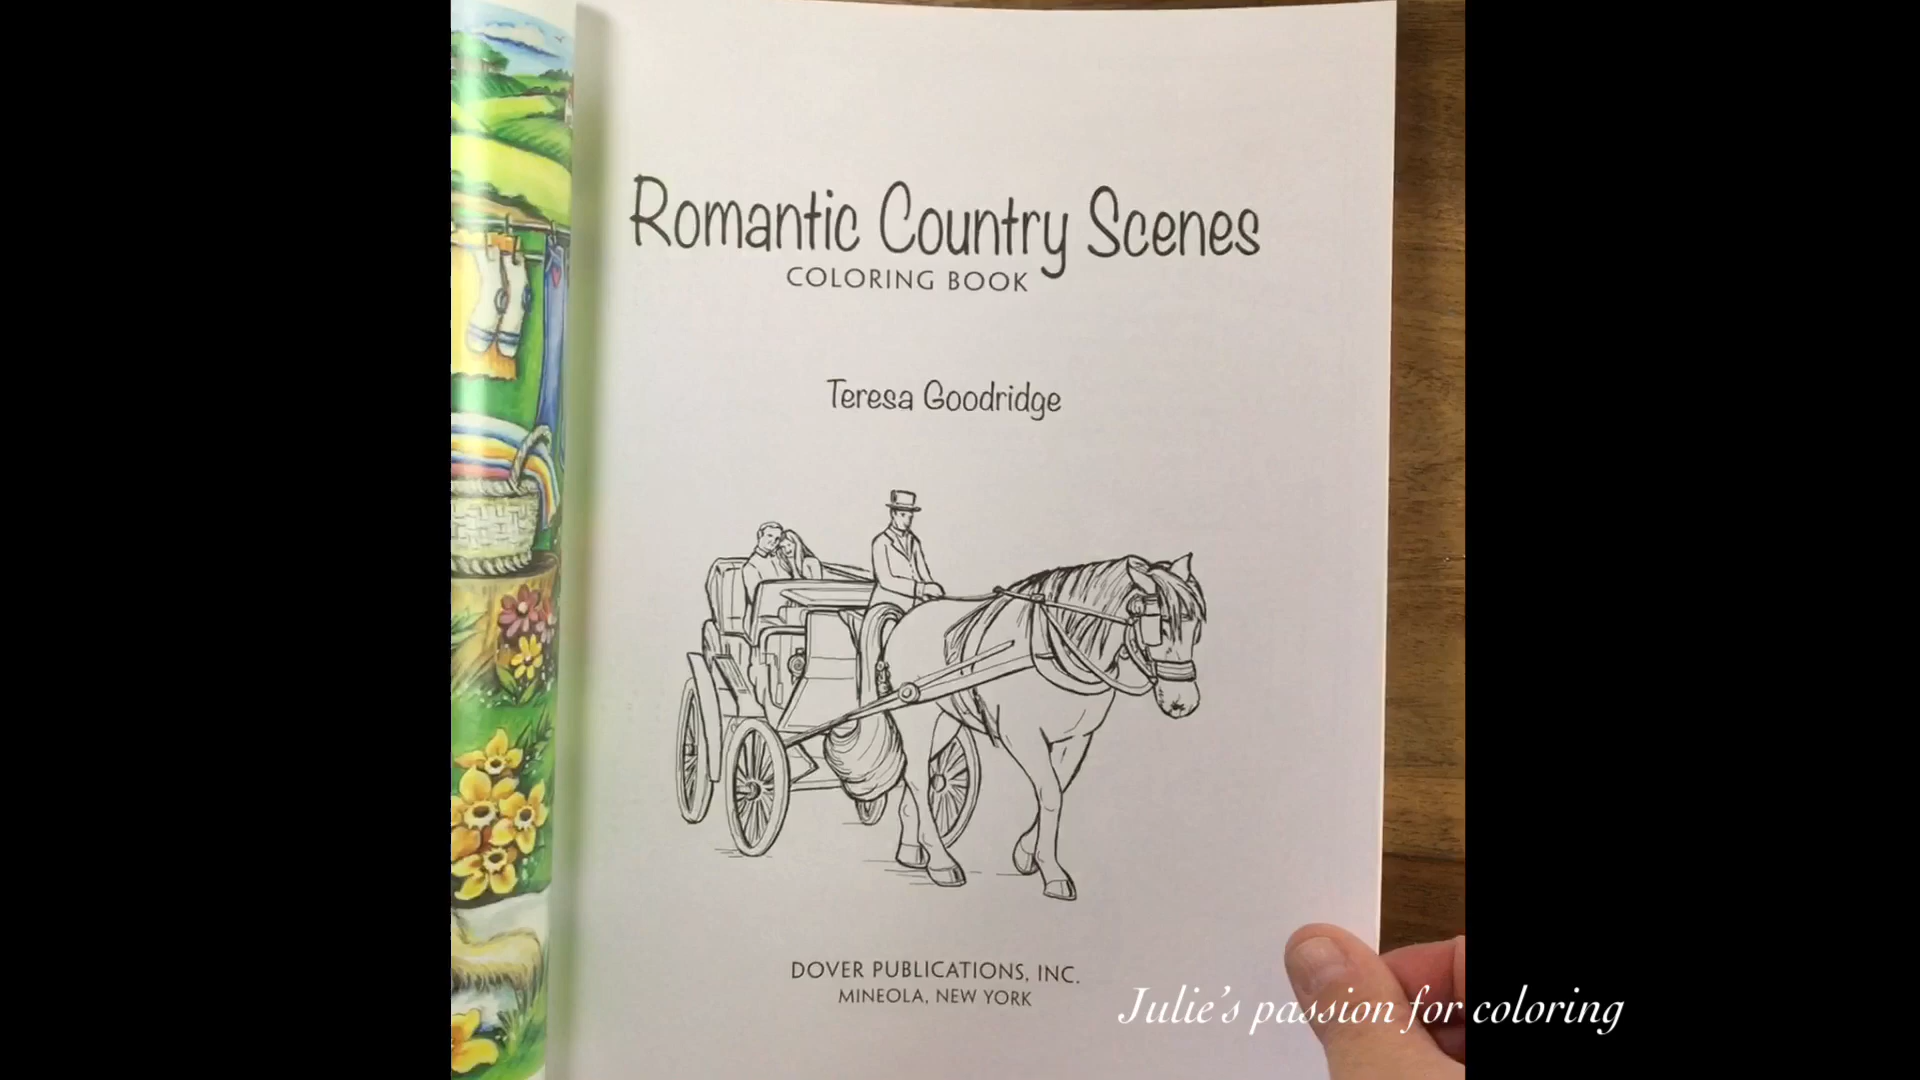 Romantic Country Scenes
COLORING BOOK
Teresa Goodridge
DOVER PUBLICATIONS, INC.
MINEOLA, NEW YORK
Julie's passion for coloring